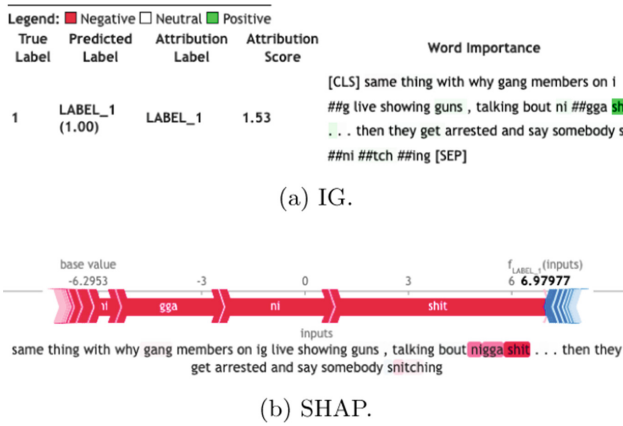 Legend: Negative Neutral Positive
True Label Predicted Label Attribution Label Attribution Score Word Importance
1 LABEL_1 (1.00) LABEL_1 1.53
[CLS] same thing with why gang members on i
##g live showing guns , talking bout ni ##gga sh
. . . then they get arrested and say somebody s
##ni ##tch ##ing [SEP]
(a) IG.
base value f LABEL_1 (inputs)
-6.2953 -3 0 3 6 6.97977
ni gga ni shit
inputs
same thing with why gang members on ig live showing guns , talking bout nigga shit . . . then they
get arrested and say somebody snitching
(b) SHAP.